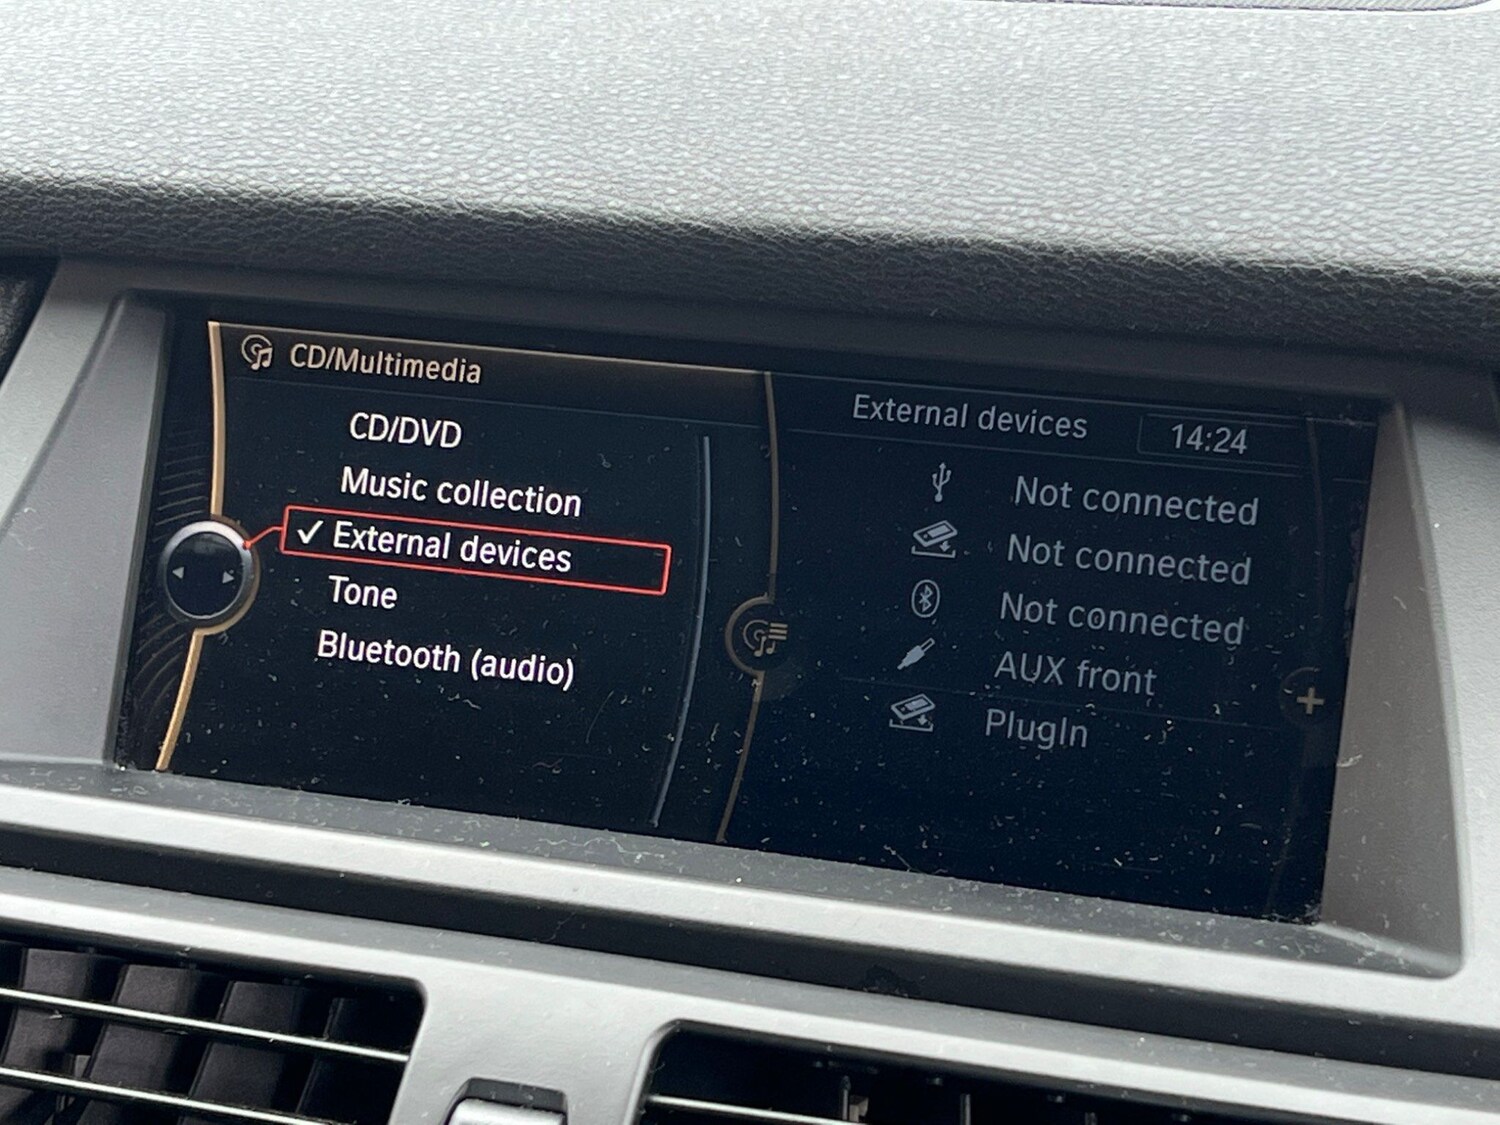 CD/Multimedia
CD/DVD
Music collection
✓ External devices
Tone
Bluetooth (audio)
External devices 14:24
Not connected
Not connected
Not connected
AUX front
PlugIn